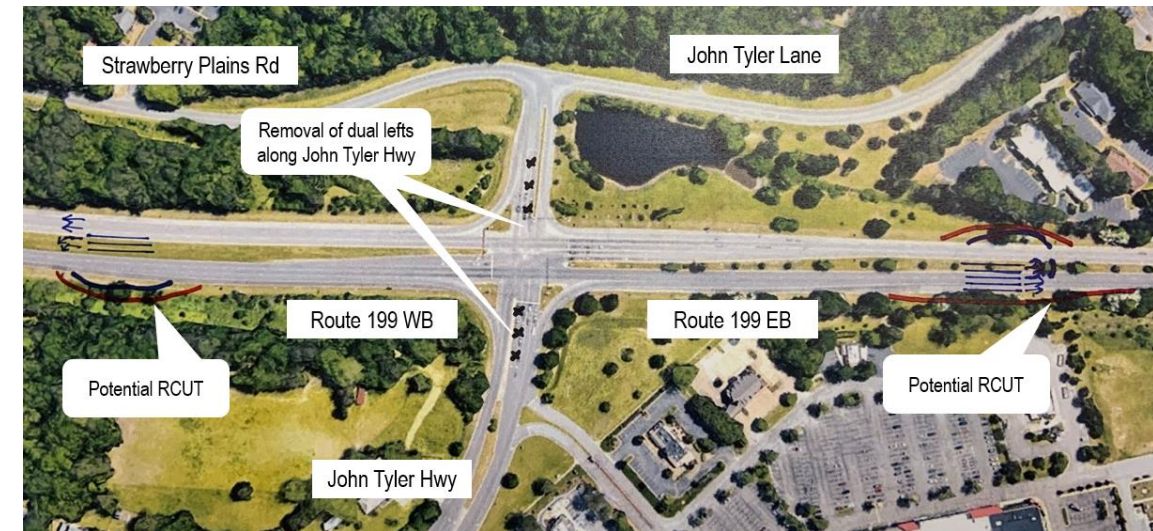 Strawberry Plains Rd
John Tyler Lane
Removal of dual lefts
along John Tyler Hwy
Route 199 WB
Route 199 EB
Potential RCUT
Potential RCUT
John Tyler Hwy